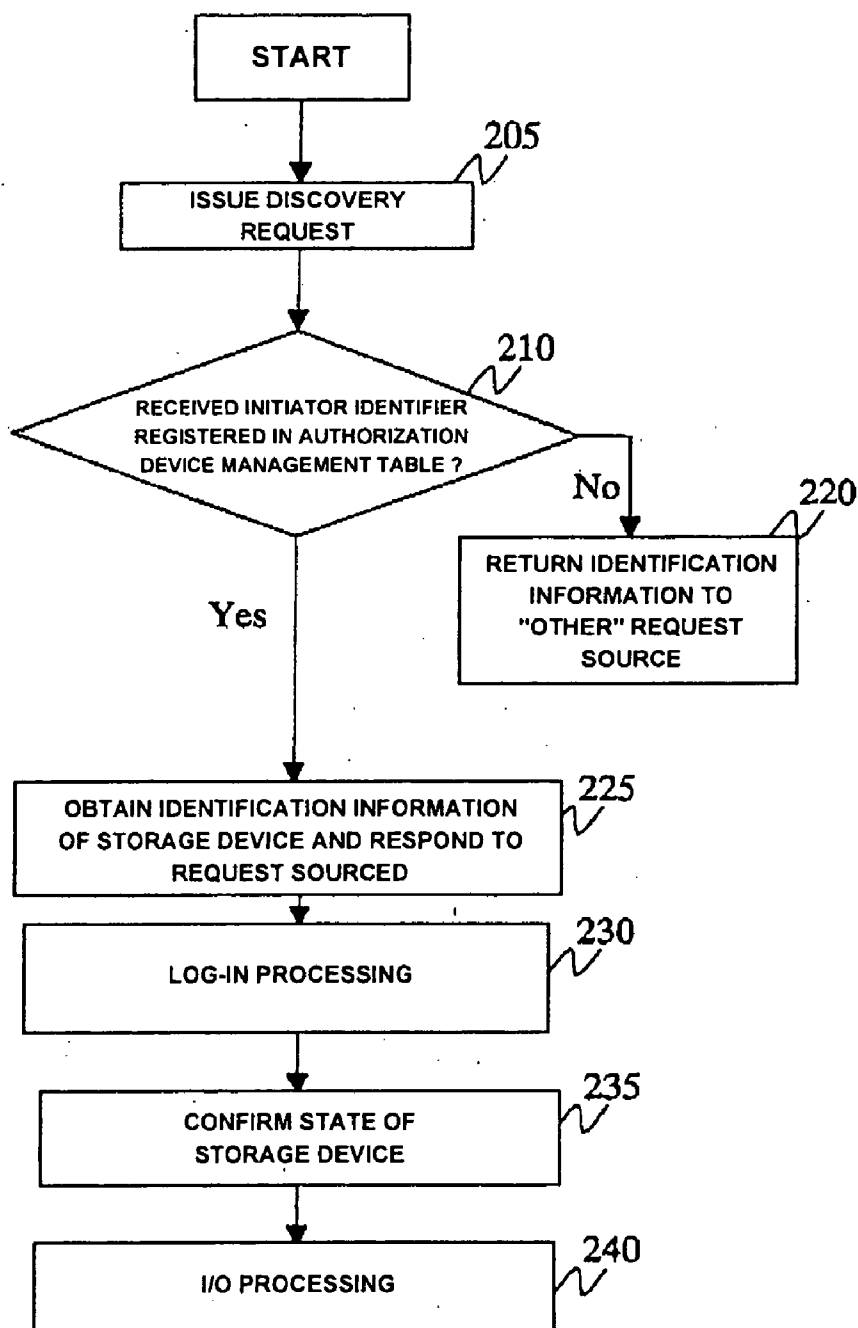 START
205
ISSUE DISCOVERY
REQUEST
210
RECEIVED INITIATOR IDENTIFIER
REGISTERED IN AUTHORIZATION
DEVICE MANAGEMENT TABLE ?
No
220
RETURN IDENTIFICATION
INFORMATION TO
"OTHER" REQUEST
SOURCE
Yes
225
OBTAIN IDENTIFICATION INFORMATION
OF STORAGE DEVICE AND RESPOND TO
REQUEST SOURCED
230
LOG-IN PROCESSING
235
CONFIRM STATE OF
STORAGE DEVICE
240
I/O PROCESSING